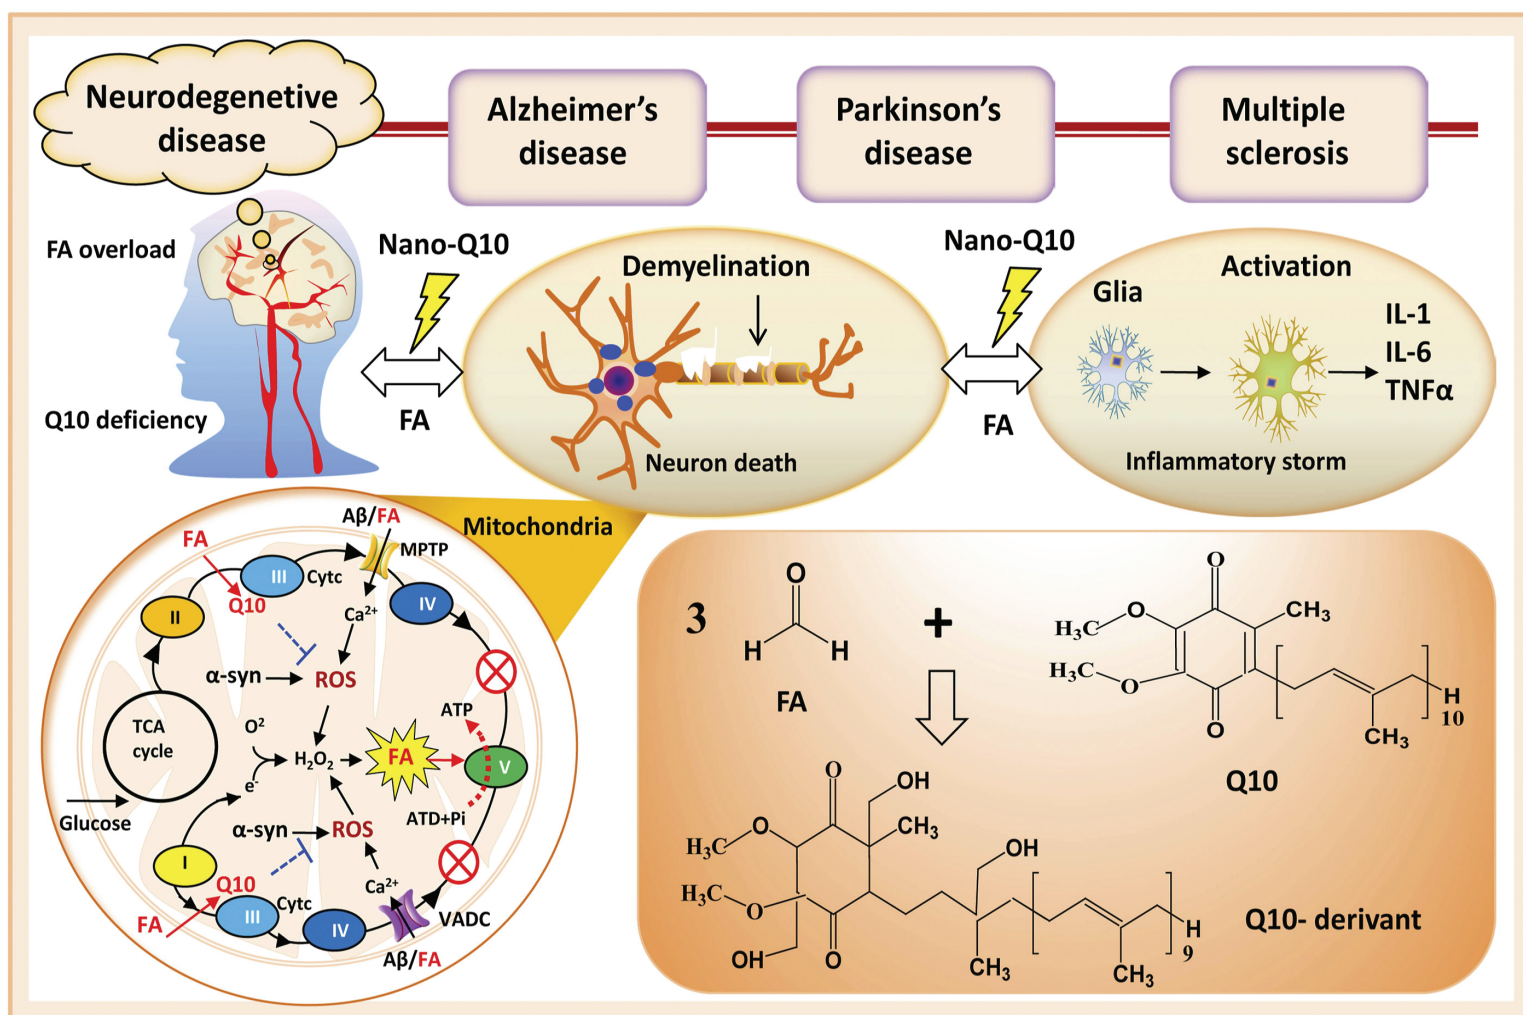 Neurodegenetive
disease
Alzheimer's
disease
Parkinson's
disease
Multiple
sclerosis
FA overload
Q10 deficiency
Nano-Q10
FA
Demyelination
Neuron death
Nano-Q10
FA
Glia
Activation
IL-1
IL-6
TNFα
Inflammatory storm
Mitochondria
FA
Q10
II
III
Cytc
Aβ/FA
MPTP
Ca²⁺
IV
α-syn
ROS
TCA
cycle
Glucose
O²
e⁻
H₂O₂
FA
ATP
V
ATD+Pi
α-syn
ROS
I
Q10
FA
III
Cytc
IV
Ca²⁺
VADC
Aβ/FA
3
O
H
H
FA
+
O
O
H₃C
CH₃
H₃C
O
O
CH₃
H
10
Q10
O
OH
O
H₃C
CH₃
OH
H₃C
O
OH
O
CH₃
CH₃
H
9
Q10- derivant